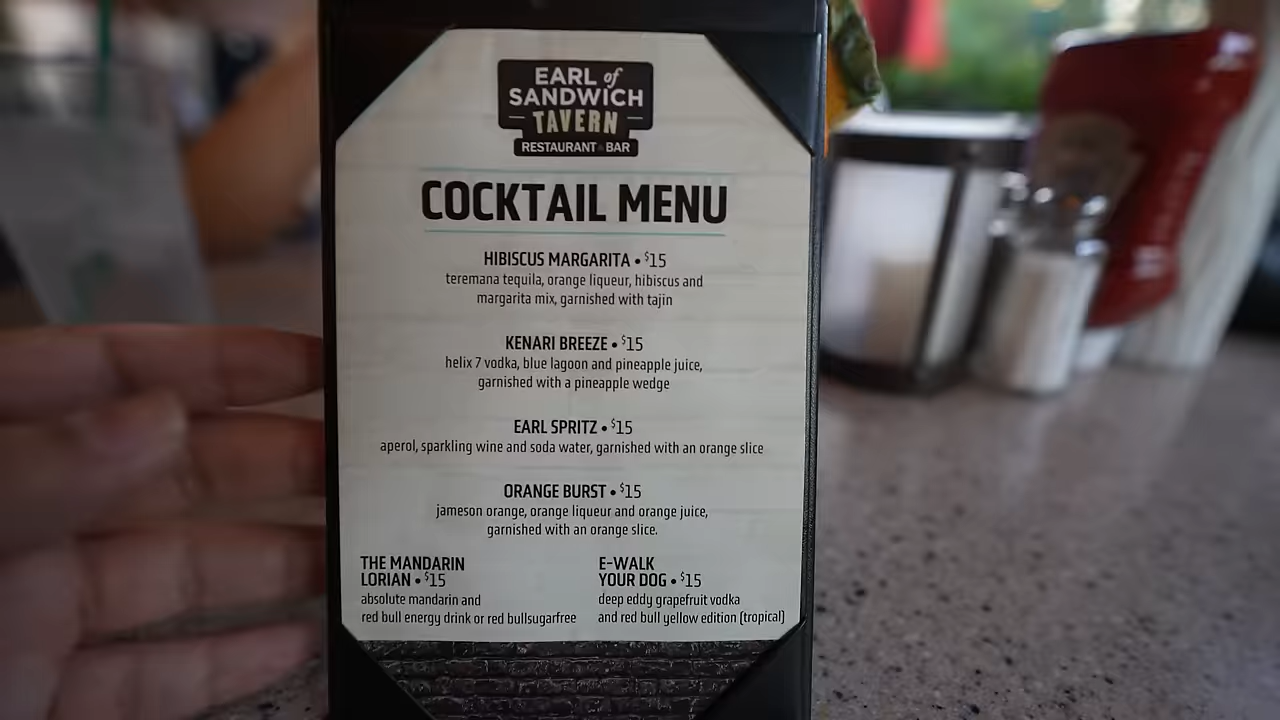 EARL of
SANDWICH
TAVERN
RESTAURANT BAR
COCKTAIL MENU
HIBISCUS MARGARITA • $15
teremana tequila, orange liqueur, hibiscus and
margarita mix, garnished with tajin
KENARI BREEZE • $15
helix 7 vodka, blue lagoon and pineapple juice,
garnished with a pineapple wedge
EARL SPRITZ • $15
aperol, sparkling wine and soda water, garnished with an orange slice
ORANGE BURST • $15
jameson orange, orange liqueur and orange juice,
garnished with an orange slice.
THE MANDARIN
LORIAN • $15
absolute mandarin and
red bull energy drink or red bullsugarfree
E-WALK
YOUR DOG • $15
deep eddy grapefruit vodka
and red bull yellow edition (tropical)